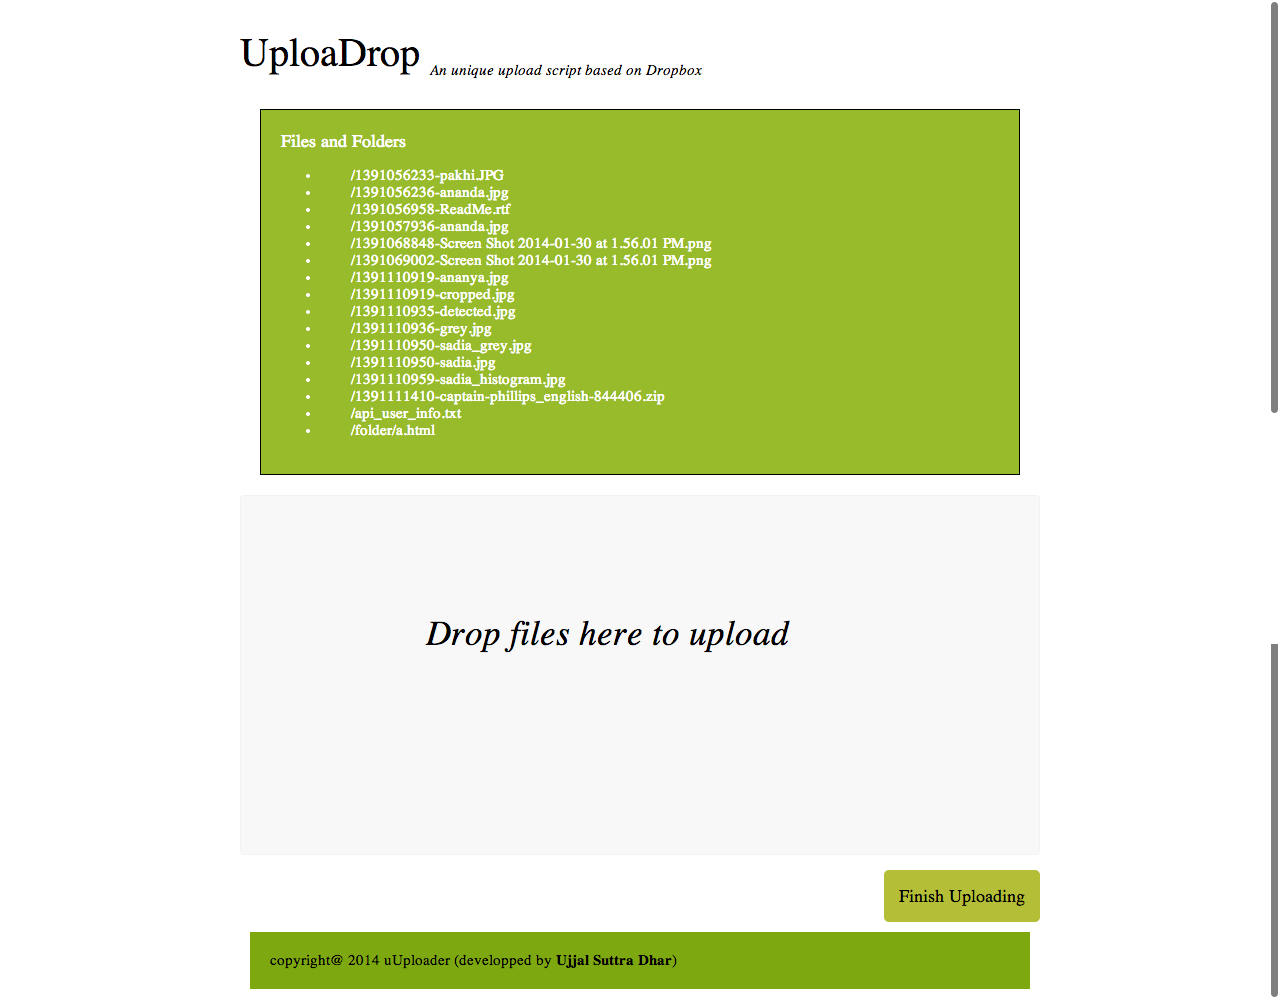 UploaDrop An unique upload script based on Dropbox
Files and Folders
/1391056233-pakhi.JPG
/1391056236-ananda.jpg
/1391056958-ReadMe.rtf
/1391057936-ananda.jpg
/1391068848-Screen Shot 2014-01-30 at 1.56.01 PM.png
/1391069002-Screen Shot 2014-01-30 at 1.56.01 PM.png
/1391110919-ananya.jpg
/1391110919-cropped.jpg
/1391110935-detected.jpg
/1391110936-grey.jpg
/1391110950-sadia_grey.jpg
/1391110950-sadia.jpg
/1391110959-sadia_histogram.jpg
/1391111410-captain-phillips_english-844406.zip
/api_user_info.txt
/folder/a.html
Drop files here to upload
Finish Uploading
copyright@ 2014 uUploader (developped by Ujjal Suttra Dhar)